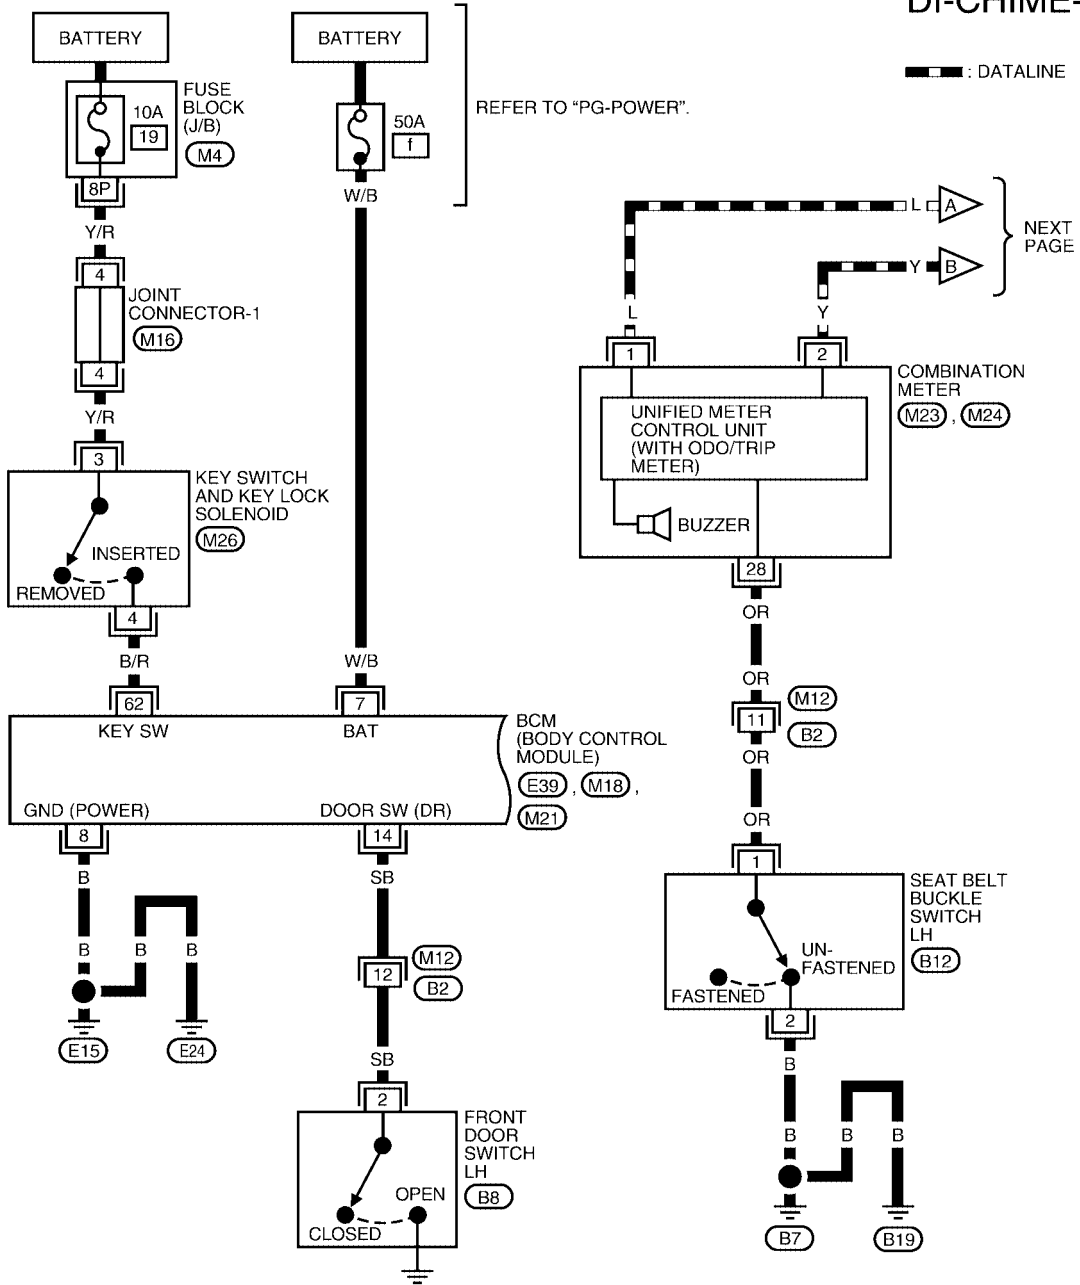 DI-CHIME-
BATTERY
BATTERY
: DATALINE
FUSE
BLOCK
(J/B)
M4
10A
19
50A
f
REFER TO “PG-POWER”.
8P
W/B
Y/R
4
JOINT
CONNECTOR-1
M16
4
Y/R
3
KEY SWITCH
AND KEY LOCK
SOLENOID
M26
INSERTED
REMOVED
4
B/R
W/B
62
7
KEY SW
BAT
BCM
(BODY CONTROL
MODULE)
E39 , M18 ,
M21
GND (POWER)
DOOR SW (DR)
8
14
B
SB
B
B
B
E15
E24
M12
12
B2
SB
2
FRONT
DOOR
SWITCH
LH
B8
OPEN
CLOSED
L
A
Y
B
NEXT
PAGE
L
Y
1
2
COMBINATION
METER
M23 , M24
UNIFIED METER
CONTROL UNIT
(WITH ODO/TRIP
METER)
BUZZER
28
OR
OR
M12
11
B2
OR
OR
1
SEAT BELT
BUCKLE
SWITCH
LH
B12
UN-
FASTENED
FASTENED
2
B
B
B
B
B7
B19